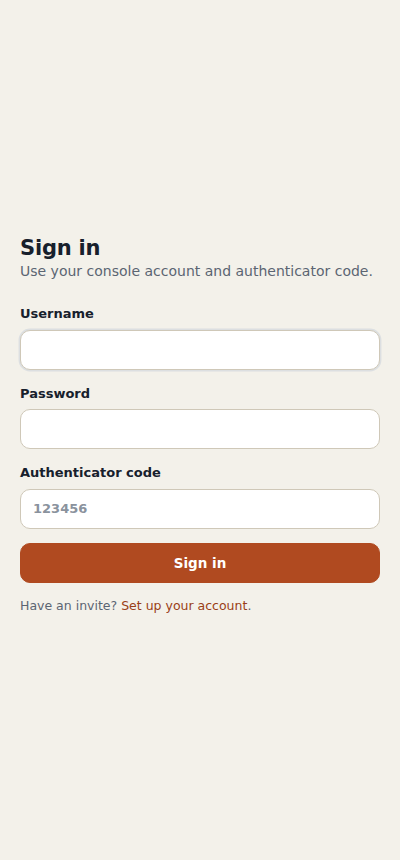 Sign in
Use your console account and authenticator code.
Username
Password
Authenticator code
123456
Sign in
Have an invite? Set up your account.